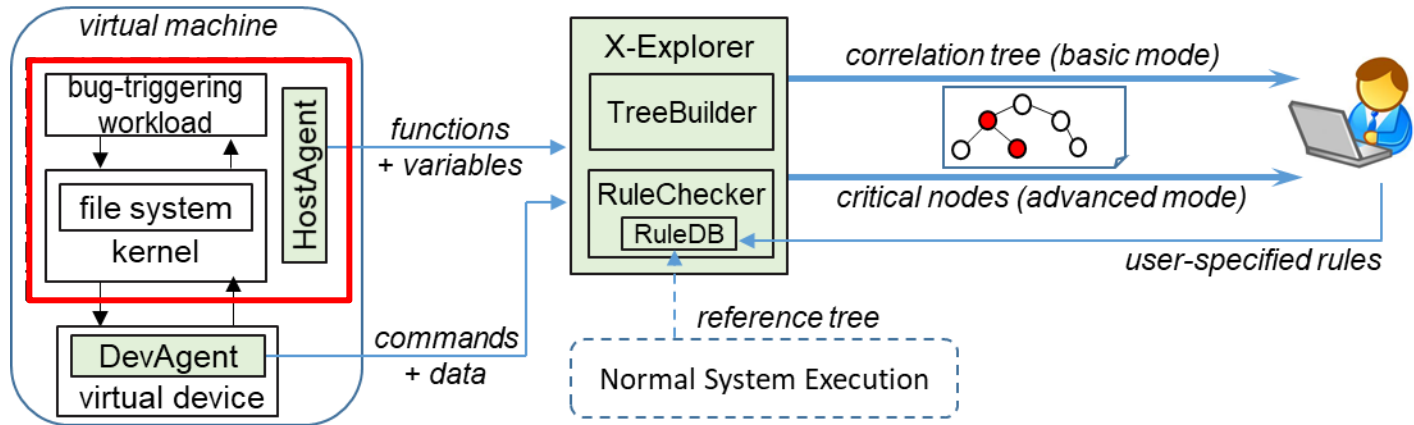 virtual machine
bug-triggering
workload
HostAgent
file system
kernel
DevAgent
virtual device
functions
+ variables
commands
+ data
X-Explorer
TreeBuilder
RuleChecker
RuleDB
reference tree
Normal System Execution
correlation tree (basic mode)
critical nodes (advanced mode)
user-specified rules